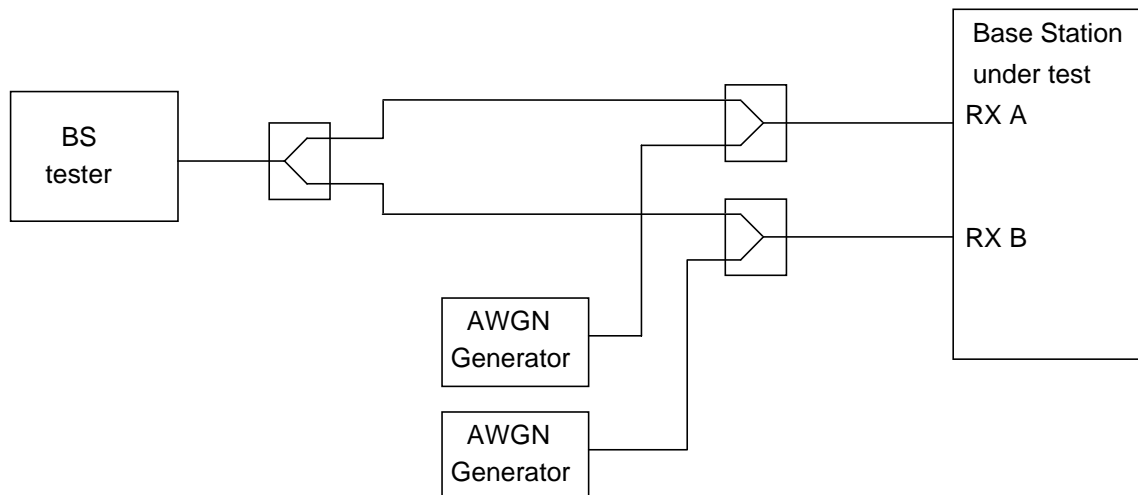 BS
tester
Base Station
under test
RX A
RX B
AWGN
Generator
AWGN
Generator